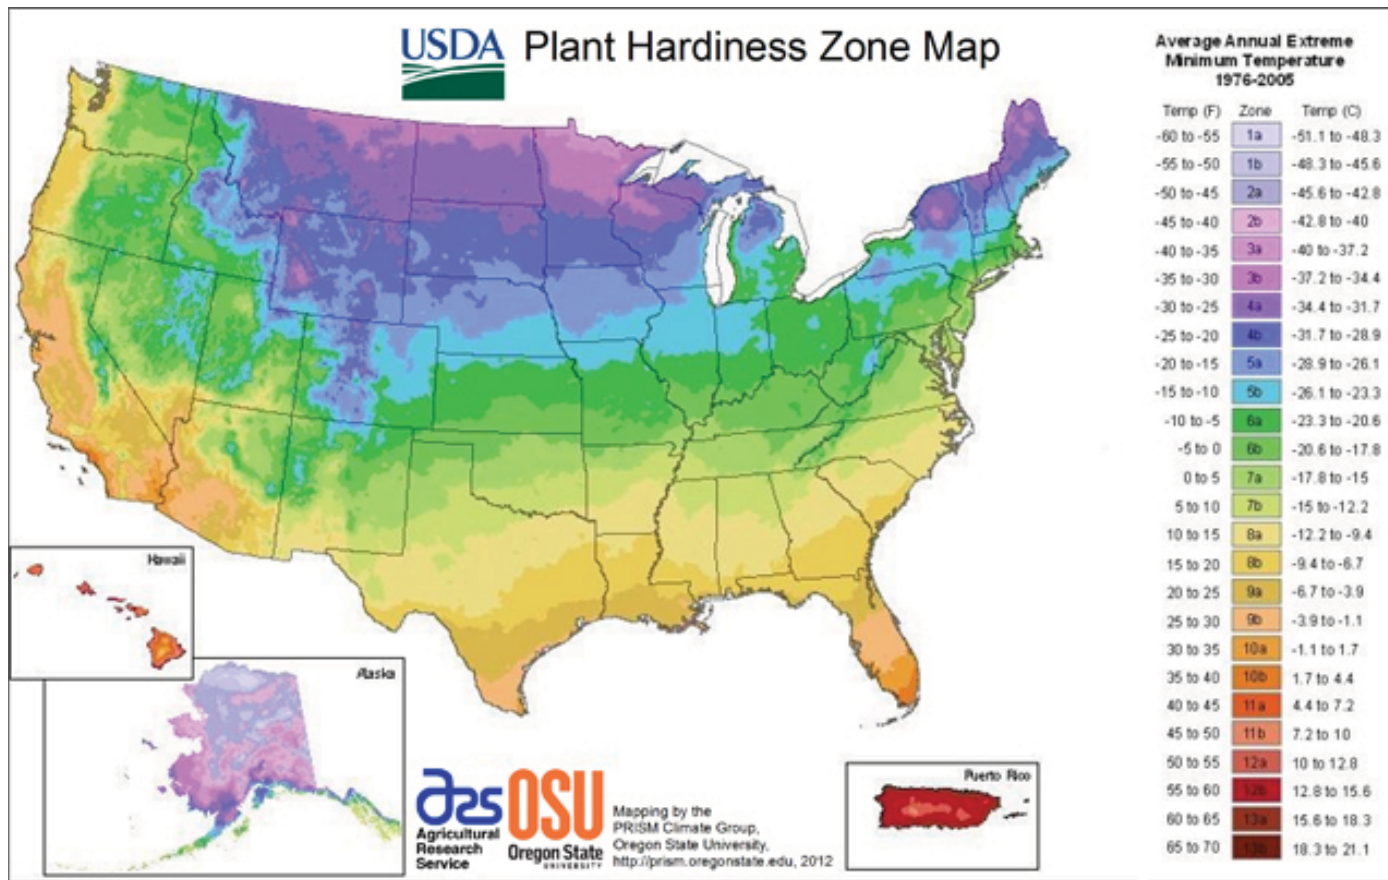 USDA Plant Hardiness Zone Map
Average Annual Extreme
Minimum Temperature
1976-2005
Temp (F) Zone Temp (C)
-60 to -55 1a -51.1 to -48.3
-55 to -50 1b -48.3 to -45.6
-50 to -45 2a -45.6 to -42.8
-45 to -40 2b -42.8 to -40
-40 to -35 3a -40 to -37.2
-35 to -30 3b -37.2 to -34.4
-30 to -25 4a -34.4 to -31.7
-25 to -20 4b -31.7 to -28.9
-20 to -15 5a -28.9 to -26.1
-15 to -10 5b -26.1 to -23.3
-10 to -5 6a -23.3 to -20.6
-5 to 0 6b -20.6 to -17.8
0 to 5 7a -17.8 to -15
5 to 10 7b -15 to -12.2
10 to 15 8a -12.2 to -9.4
15 to 20 8b -9.4 to -6.7
20 to 25 9a -6.7 to -3.9
25 to 30 9b -3.9 to -1.1
30 to 35 10a -1.1 to 1.7
35 to 40 10b 1.7 to 4.4
40 to 45 11a 4.4 to 7.2
45 to 50 11b 7.2 to 10
50 to 55 12a 10 to 12.8
55 to 60 12b 12.8 to 15.6
60 to 65 13a 15.6 to 18.3
65 to 70 13b 18.3 to 21.1
Hawaii
Alaska
ars
Agricultural
Research
Service
OSU
Oregon State
UNIVERSITY
Mapping by the
PRISM Climate Group,
Oregon State University,
http://prism.oregonstate.edu, 2012
Puerto Rico